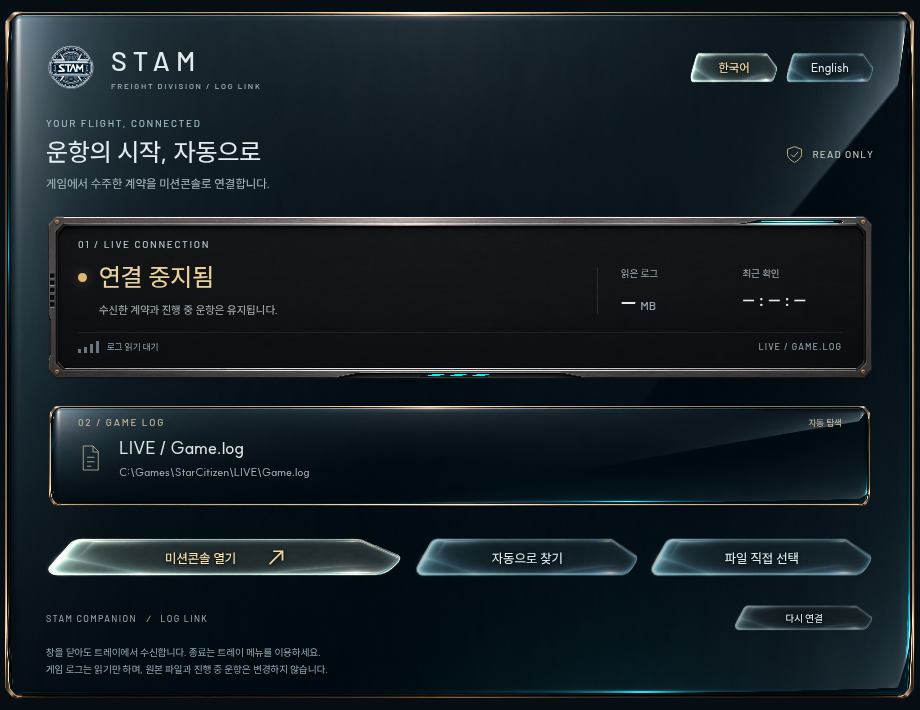 STAM
STAM
한국어
English
FREIGHT DIVISION / LOG LINK
YOUR FLIGHT, CONNECTED
운항의 시작, 자동으로
READ ONLY
게임에서 수주한 계약을 미션콘솔로 연결합니다.
01 / LIVE CONNECTION
연결 중지됨
읽은 로그
최근 확인
수신한 계약과 진행 중 운항은 유지됩니다.
— MB
—:—:—
로그 읽기 대기
LIVE / GAME.LOG
02 / GAME LOG
자동 탐색
LIVE / Game.log
C:\Games\StarCitizen\LIVE\Game.log
미션콘솔 열기
자동으로 찾기
파일 직접 선택
STAM COMPANION / LOG LINK
다시 연결
창을 닫아도 트레이에서 수신합니다. 종료는 트레이 메뉴를 이용하세요.
게임 로그는 읽기만 하며, 원본 파일과 진행 중 운항은 변경하지 않습니다.